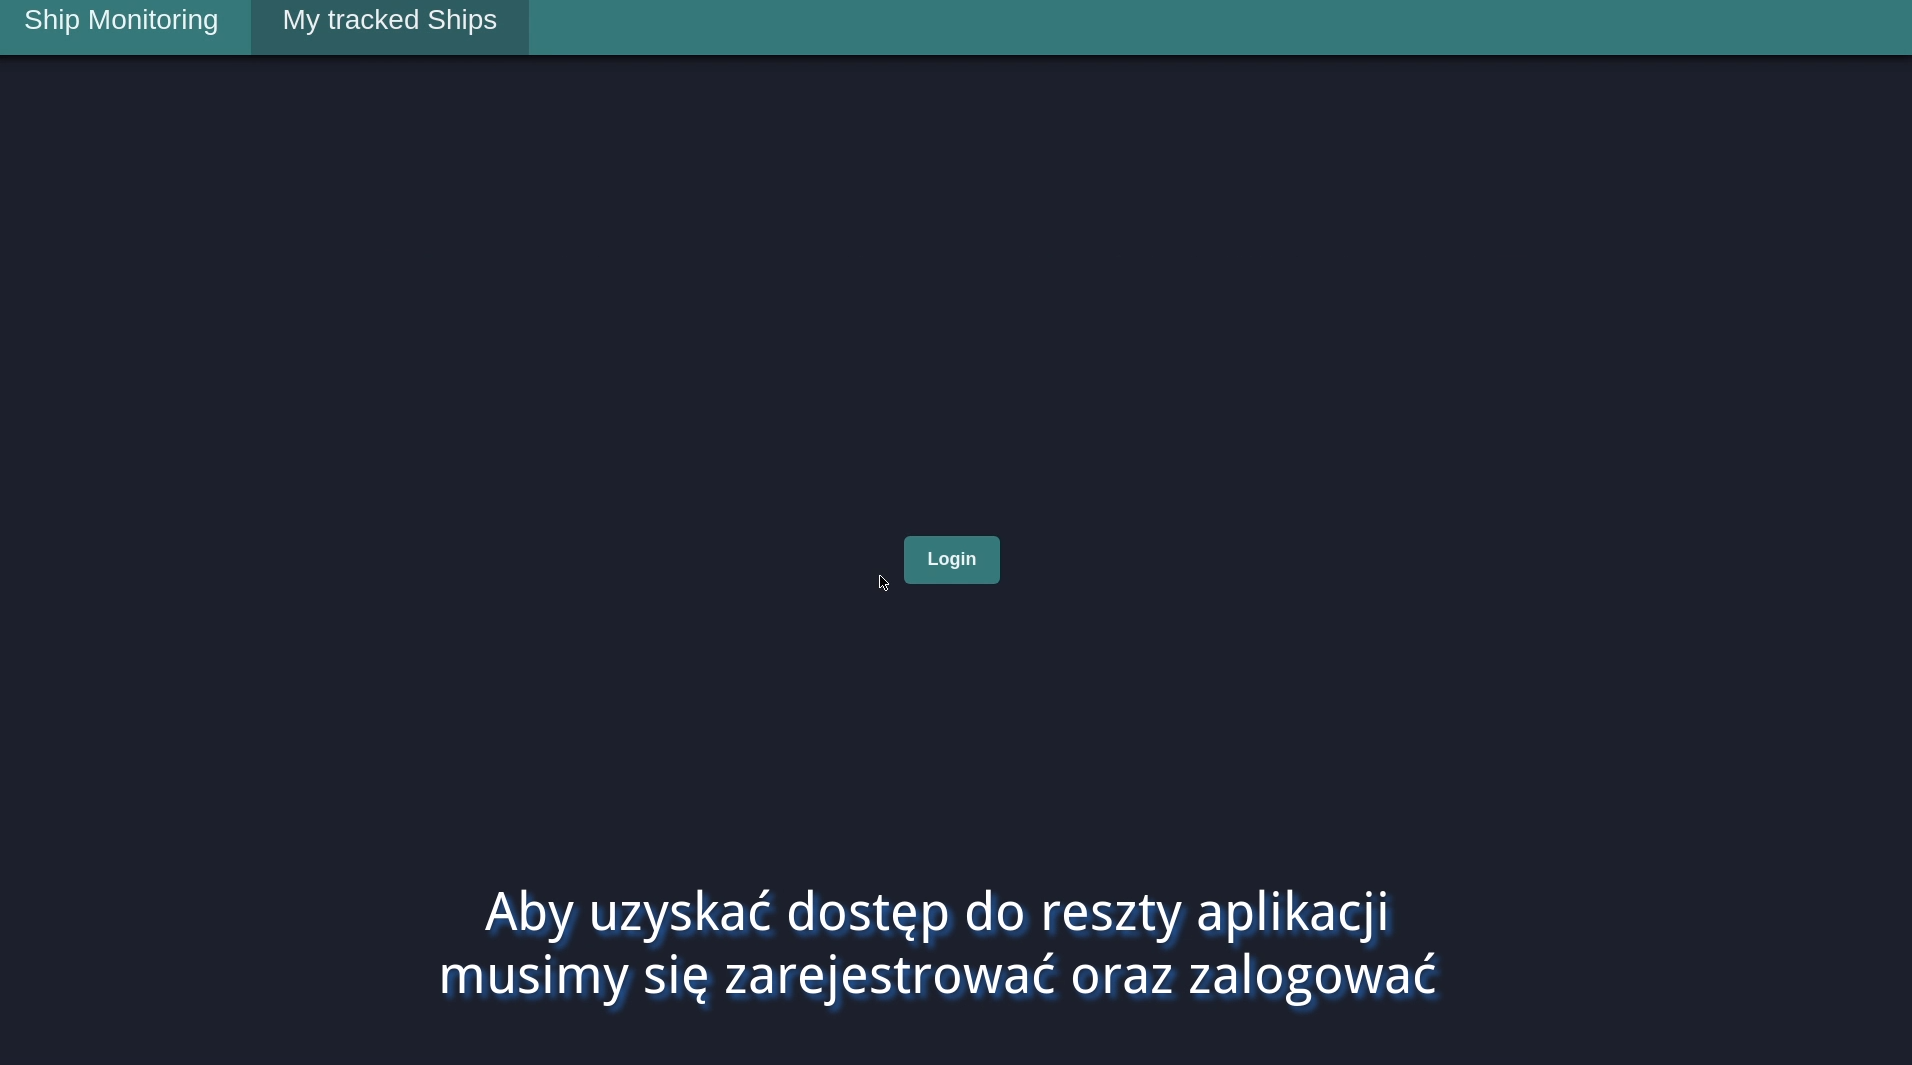 Ship Monitoring My tracked Ships
Login
Aby uzyskać dostęp do reszty aplikacji
musimy się zarejestrować oraz zalogować